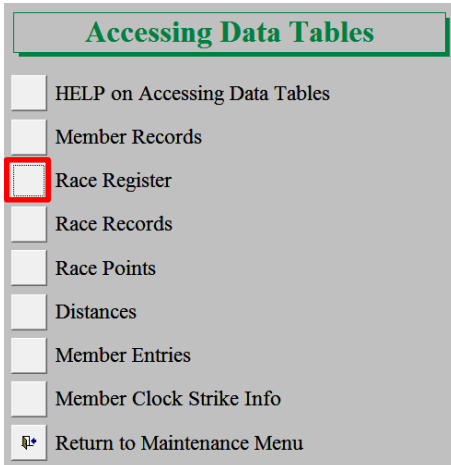 Accessing Data Tables
HELP on Accessing Data Tables
Member Records
Race Register
Race Records
Race Points
Distances
Member Entries
Member Clock Strike Info
Return to Maintenance Menu